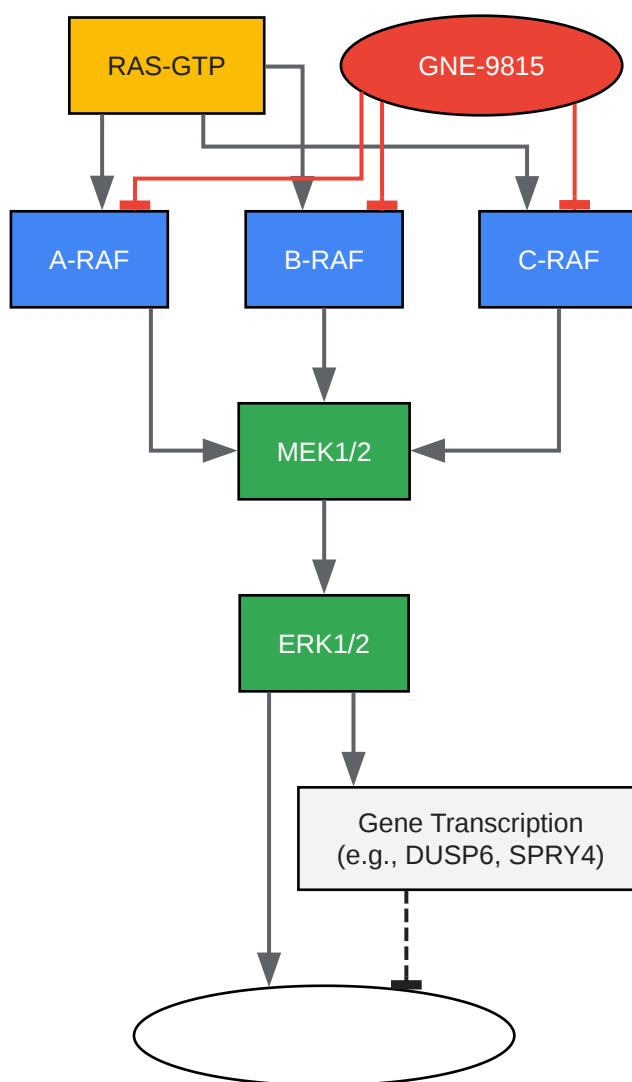 RAS-GTP
GNE-9815
A-RAF
B-RAF
C-RAF
MEK1/2
ERK1/2
Gene Transcription
(e.g., DUSP6, SPRY4)